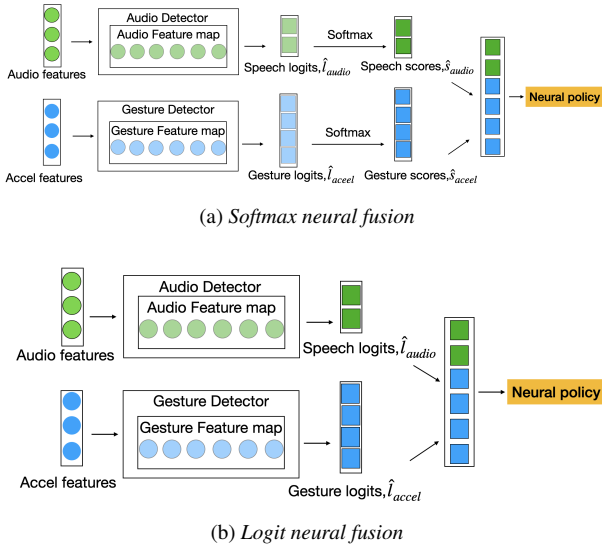 Audio Detector
Audio Feature map
Softmax
Audio features
Speech logits, l̂_audio
Speech scores, ŝ_audio
Neural policy
Gesture Detector
Gesture Feature map
Softmax
Accel features
Gesture logits, l̂_aceel
Gesture scores, ŝ_aceel
(a) Softmax neural fusion
Audio Detector
Audio Feature map
Audio features
Speech logits, l̂_audio
Neural policy
Gesture Detector
Gesture Feature map
Accel features
Gesture logits, l̂_accel
(b) Logit neural fusion